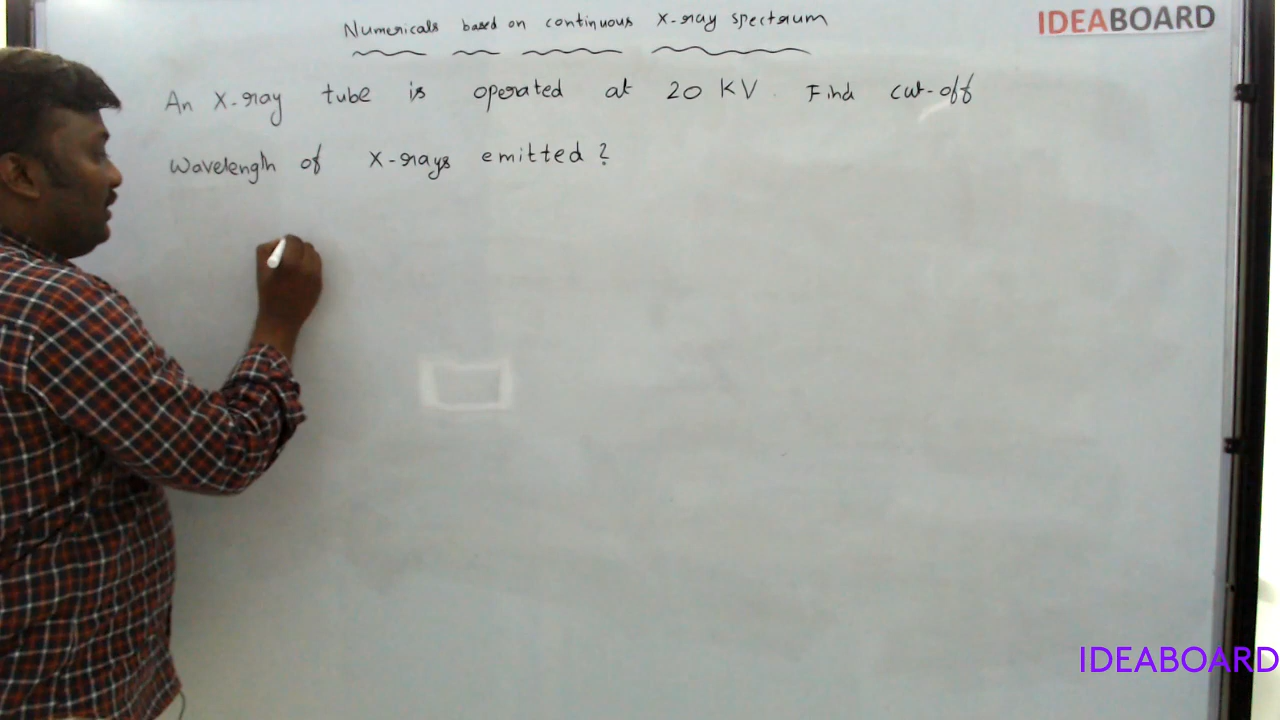 Numericals based on continuous X-ray spectrum
IDEABOARD
An X-ray tube is operated at 20 KV. Find cut-off
wavelength of X-rays emitted?
IDEABOARD